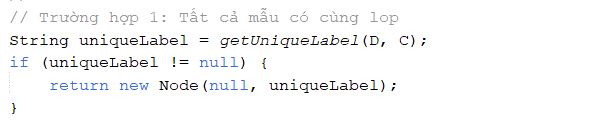 // Trường hợp 1: Tất cả mẫu có cùng lop
String uniqueLabel = getUniqueLabel(D, C);
if (uniqueLabel != null) {
    return new Node(null, uniqueLabel);
}